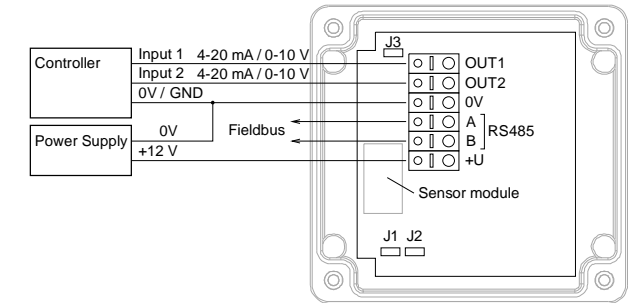 J3
Controller
Input 1 4-20 mA / 0-10 V
OUT1
Input 2 4-20 mA / 0-10 V
OUT2
0V / GND
0V
A
RS485
B
Fieldbus
Power Supply
0V
+12 V
+U
Sensor module
J1 J2